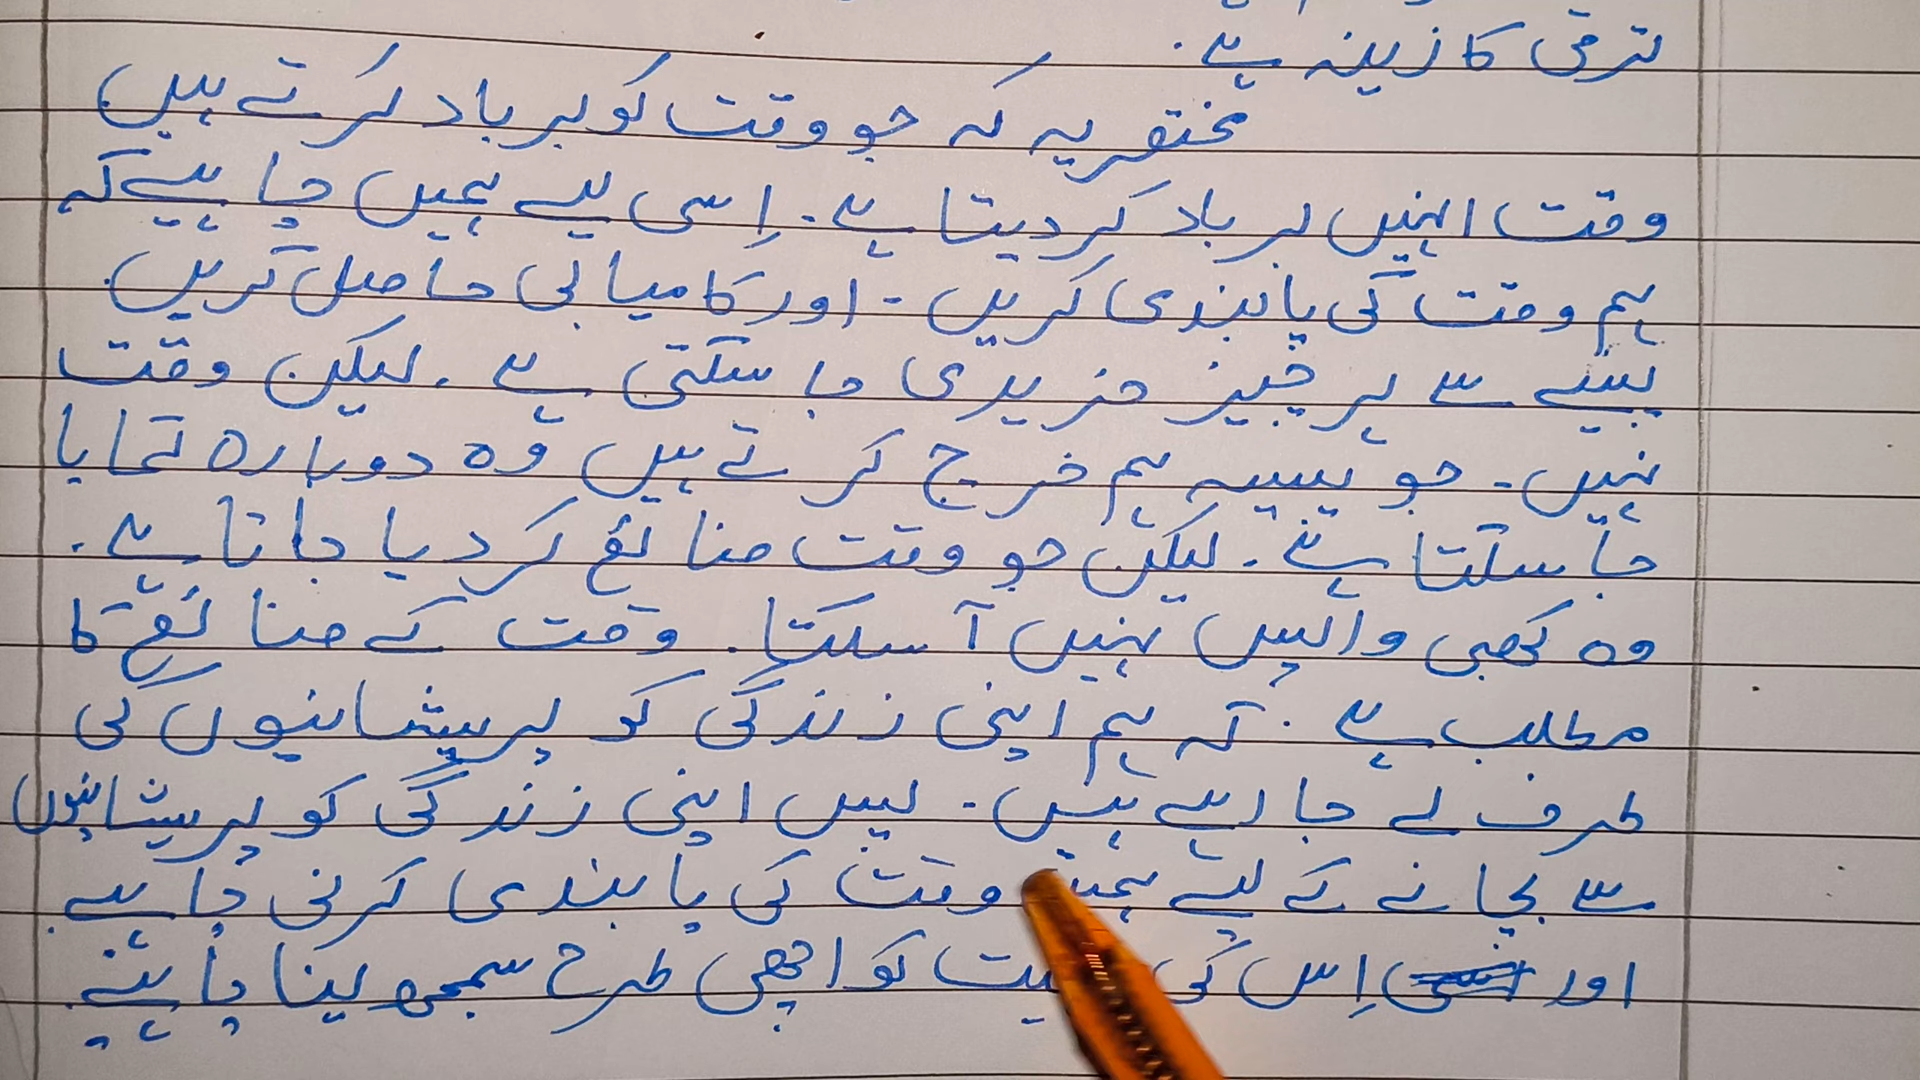 ترقی کا زینہ ہے۔
مختصر یہ کہ جو وقت کو برباد کرتے ہیں
وقت انہیں برباد کر دیتا ہے۔ اِسی لیے ہمیں چاہیے کہ
ہم وقت کی پابندی کریں - اور کامیابی حاصل کریں
پیسے سے ہر چیز خریدی جا سکتی ہے۔ لیکن وقت
نہیں۔ جو پیسہ ہم خرچ کرتے ہیں وہ دوبارہ کمایا
جا سکتا ہے۔ لیکن جو وقت ضائع کر دیا جاتا ہے۔
وہ کبھی واپس نہیں آ سکتا۔ وقت کے ضائع کا
مطلب ہے۔ کہ ہم اپنی زندگی کو پریشانیوں کی
طرف لے جا رہے ہیں۔ پس اپنی زندگی کو پریشانیوں
سے بچانے کے لیے ہمیں وقت کی پابندی کرنی چاہیے
اور اِس کی کو اچھی طرح سمجھ لینا چاہیئے